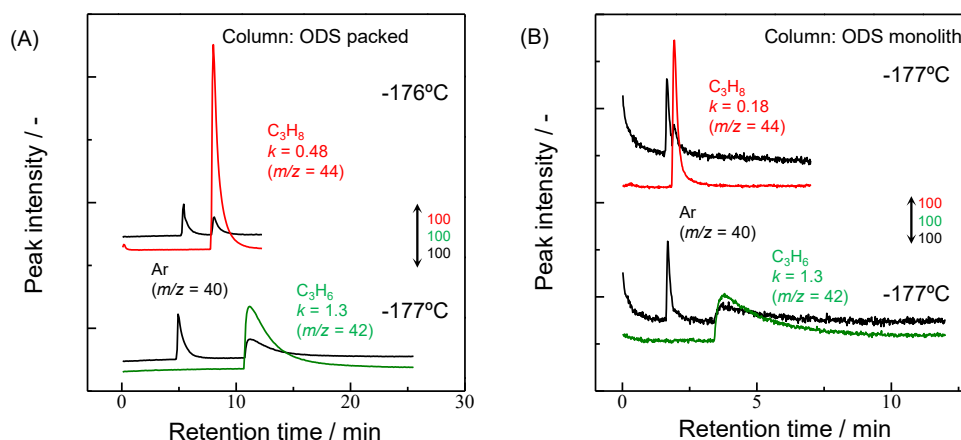 (A)
Column: ODS packed
-176ºC
C₃H₈
k = 0.48
(m/z = 44)
100
100
100
Ar
(m/z = 40)
C₃H₆
k = 1.3
(m/z = 42)
-177ºC
Peak intensity / -
0
10
20
30
Retention time / min
(B)
Column: ODS monolith
-177ºC
C₃H₈
k = 0.18
(m/z = 44)
100
100
100
Ar
(m/z = 40)
C₃H₆
k = 1.3
(m/z = 42)
-177ºC
Peak intensity / -
0
5
10
Retention time / min